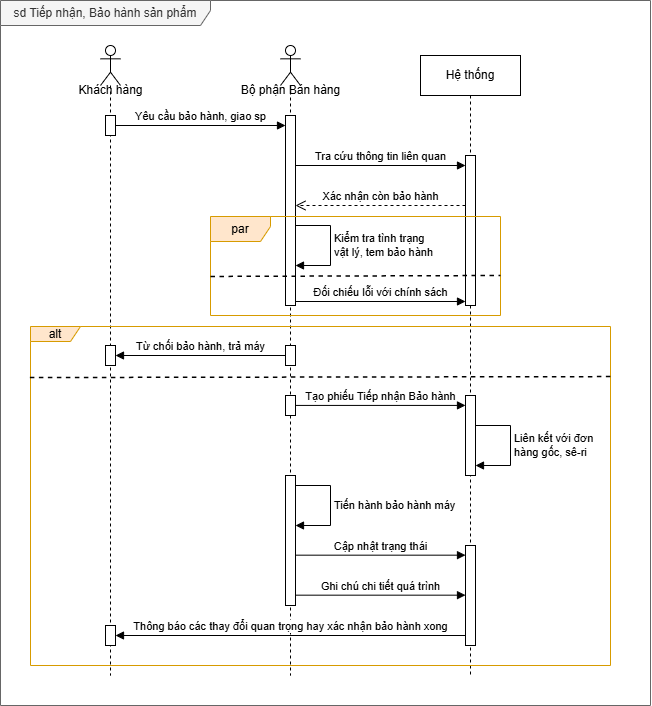 sd Tiếp nhận, Bảo hành sản phẩm
Khách hàng
Bộ phận Bán hàng
Hệ thống
Yêu cầu bảo hành, giao sp
Tra cứu thông tin liên quan
Xác nhận còn bảo hành
par
Kiểm tra tình trạng
vật lý, tem bảo hành
Đối chiếu lỗi với chính sách
alt
Từ chối bảo hành, trả máy
Tạo phiếu Tiếp nhận Bảo hành
Liên kết với đơn
hàng gốc, sê-ri
Tiến hành bảo hành máy
Cập nhật trạng thái
Ghi chú chi tiết quá trình
Thông báo các thay đổi quan trọng hay xác nhận bảo hành xong